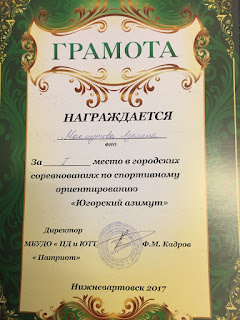 ГРАМОТА
НАГРАЖДАЕТСЯ
ФИО
За I место в городских
соревнованиях по спортивному
ориентированию
«Югорский азимут»
Директор
МБУДО « ЦД и ЮТТ Ф.М. Кадров
« Патриот»
Нижневартовск 2017